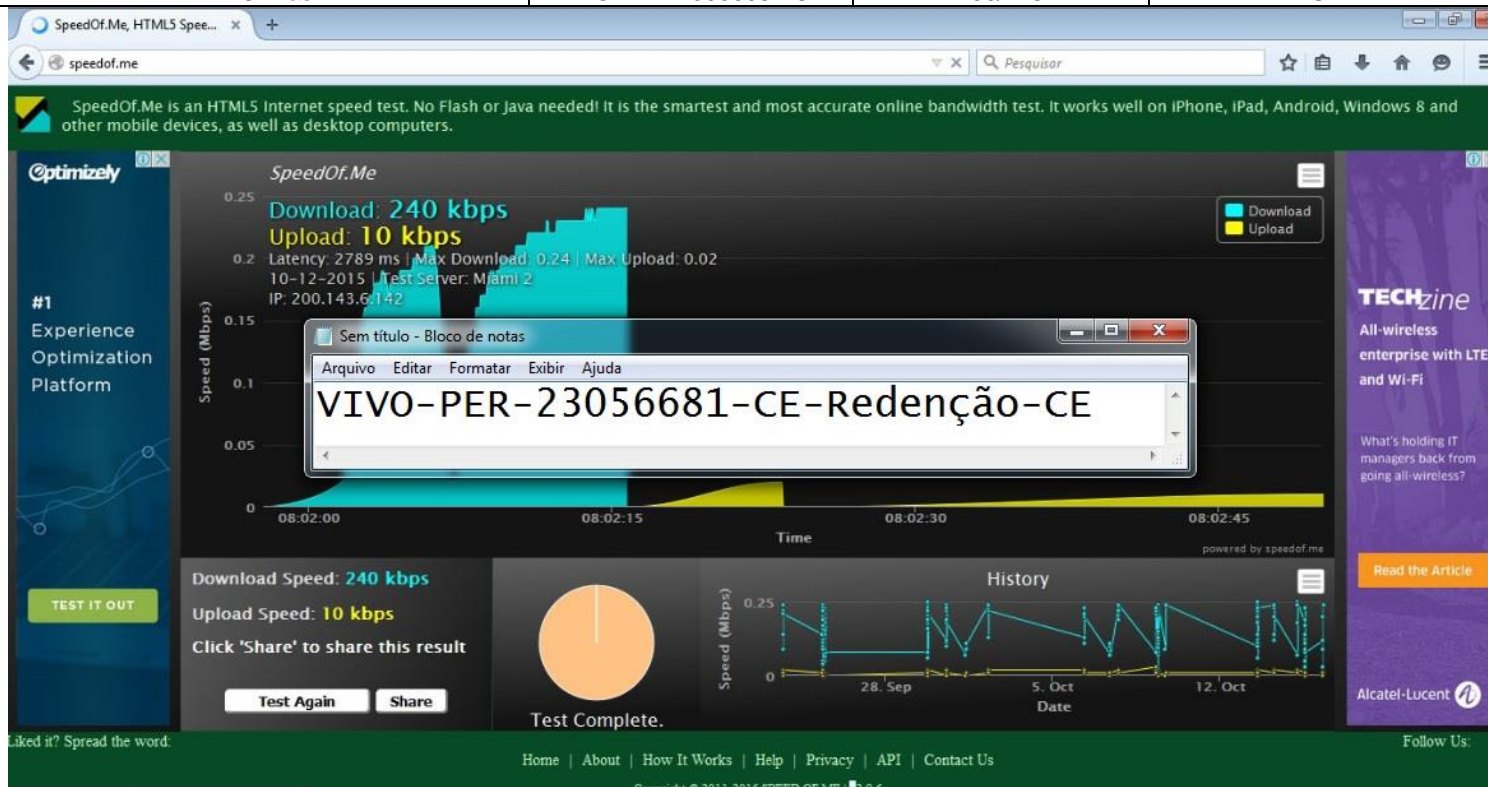 SpeedOf.Me, HTML5 Spee...
speedof.me
Pesquisar
SpeedOf.Me is an HTML5 Internet speed test. No Flash or Java needed! It is the smartest and most accurate online bandwidth test. It works well on iPhone, iPad, Android, Windows 8 and
other mobile devices, as well as desktop computers.
Optimizely
#1
Experience
Optimization
Platform
TEST IT OUT
SpeedOf.Me
Download: 240 kbps
Upload: 10 kbps
Latency: 2789 ms | Max Download: 0.24 | Max Upload: 0.02
10-12-2015 | Test Server: Miami 2
IP: 200.143.6.142
Download
Upload
Speed (Mbps)
0.25
0.2
0.15
0.1
0.05
0
08:02:00
08:02:15
08:02:30
08:02:45
Time
powered by speedof.me
Sem título - Bloco de notas
Arquivo Editar Formatar Exibir Ajuda
VIVO-PER-23056681-CE-Redenção-CE
TECHzine
All-wireless
enterprise with LTE
and Wi-Fi
What's holding IT
managers back from
going all-wireless?
Read the Article
Alcatel-Lucent
Download Speed: 240 kbps
Upload Speed: 10 kbps
Click 'Share' to share this result
Test Again Share
Test Complete.
History
Speed (Mbps)
0.25
0
28. Sep
5. Oct
12. Oct
Date
Liked it? Spread the word:
Follow Us:
Home | About | How It Works | Help | Privacy | API | Contact Us